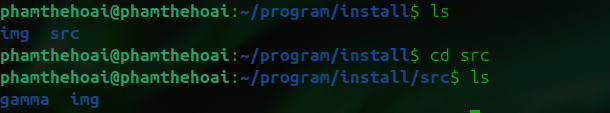 phamthehoai@phamthehoai:~/program/install$ ls
img  src
phamthehoai@phamthehoai:~/program/install$ cd src
phamthehoai@phamthehoai:~/program/install/src$ ls
gamma  img